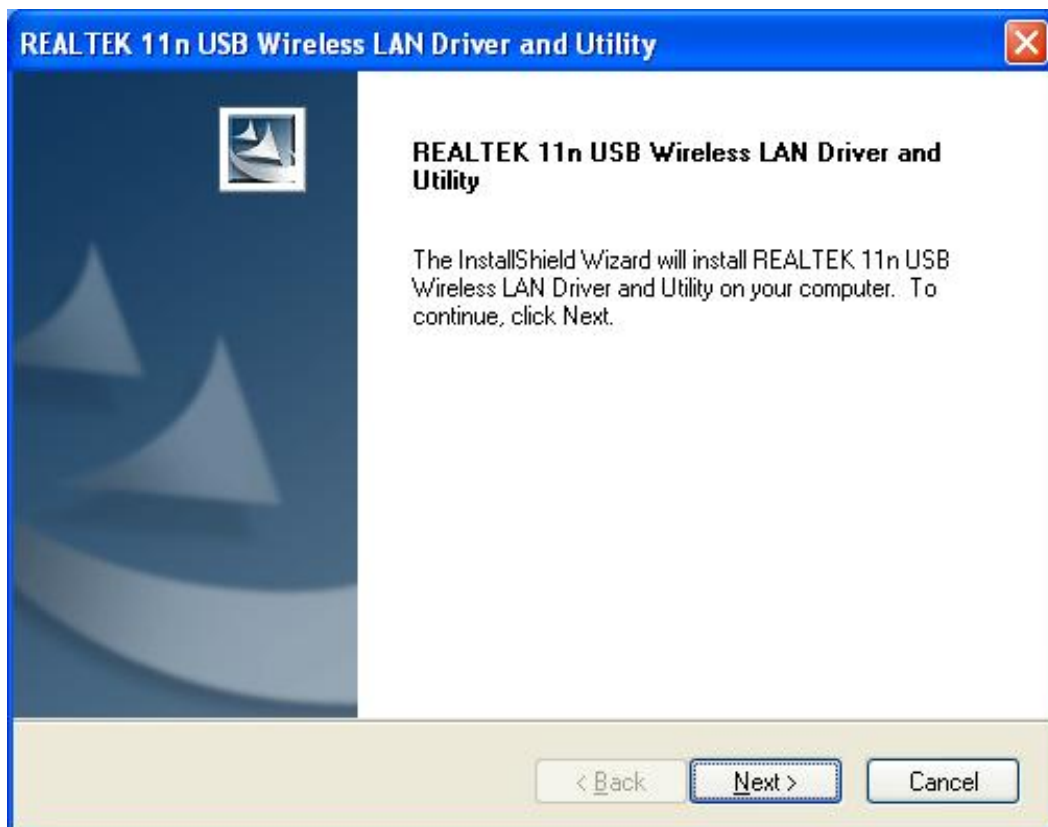 REALTEK 11n USB Wireless LAN Driver and Utility
REALTEK 11n USB Wireless LAN Driver and
Utility
The InstallShield Wizard will install REALTEK 11n USB
Wireless LAN Driver and Utility on your computer. To
continue, click Next.
< Back
Next >
Cancel